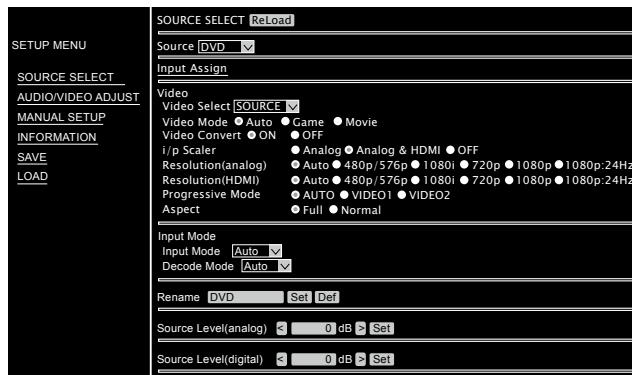 SOURCE SELECT ReLoad
SETUP MENU
SOURCE SELECT
AUDIO/VIDEO ADJUST
MANUAL SETUP
INFORMATION
SAVE
LOAD
Source DVD
Input Assign
Video
Video Select SOURCE
Video Mode Auto Game Movie
Video Convert ON OFF
i/p Scaler Analog Analog & HDMI OFF
Resolution(analog) Auto 480p/576p 1080i 720p 1080p 1080p:24Hz
Resolution(HDMI) Auto 480p/576p 1080i 720p 1080p 1080p:24Hz
Progressive Mode AUTO VIDEO1 VIDEO2
Aspect Full Normal
Input Mode
Input Mode Auto
Decode Mode Auto
Rename DVD Set Def
Source Level(analog) < 0 dB > Set
Source Level(digital) < 0 dB > Set